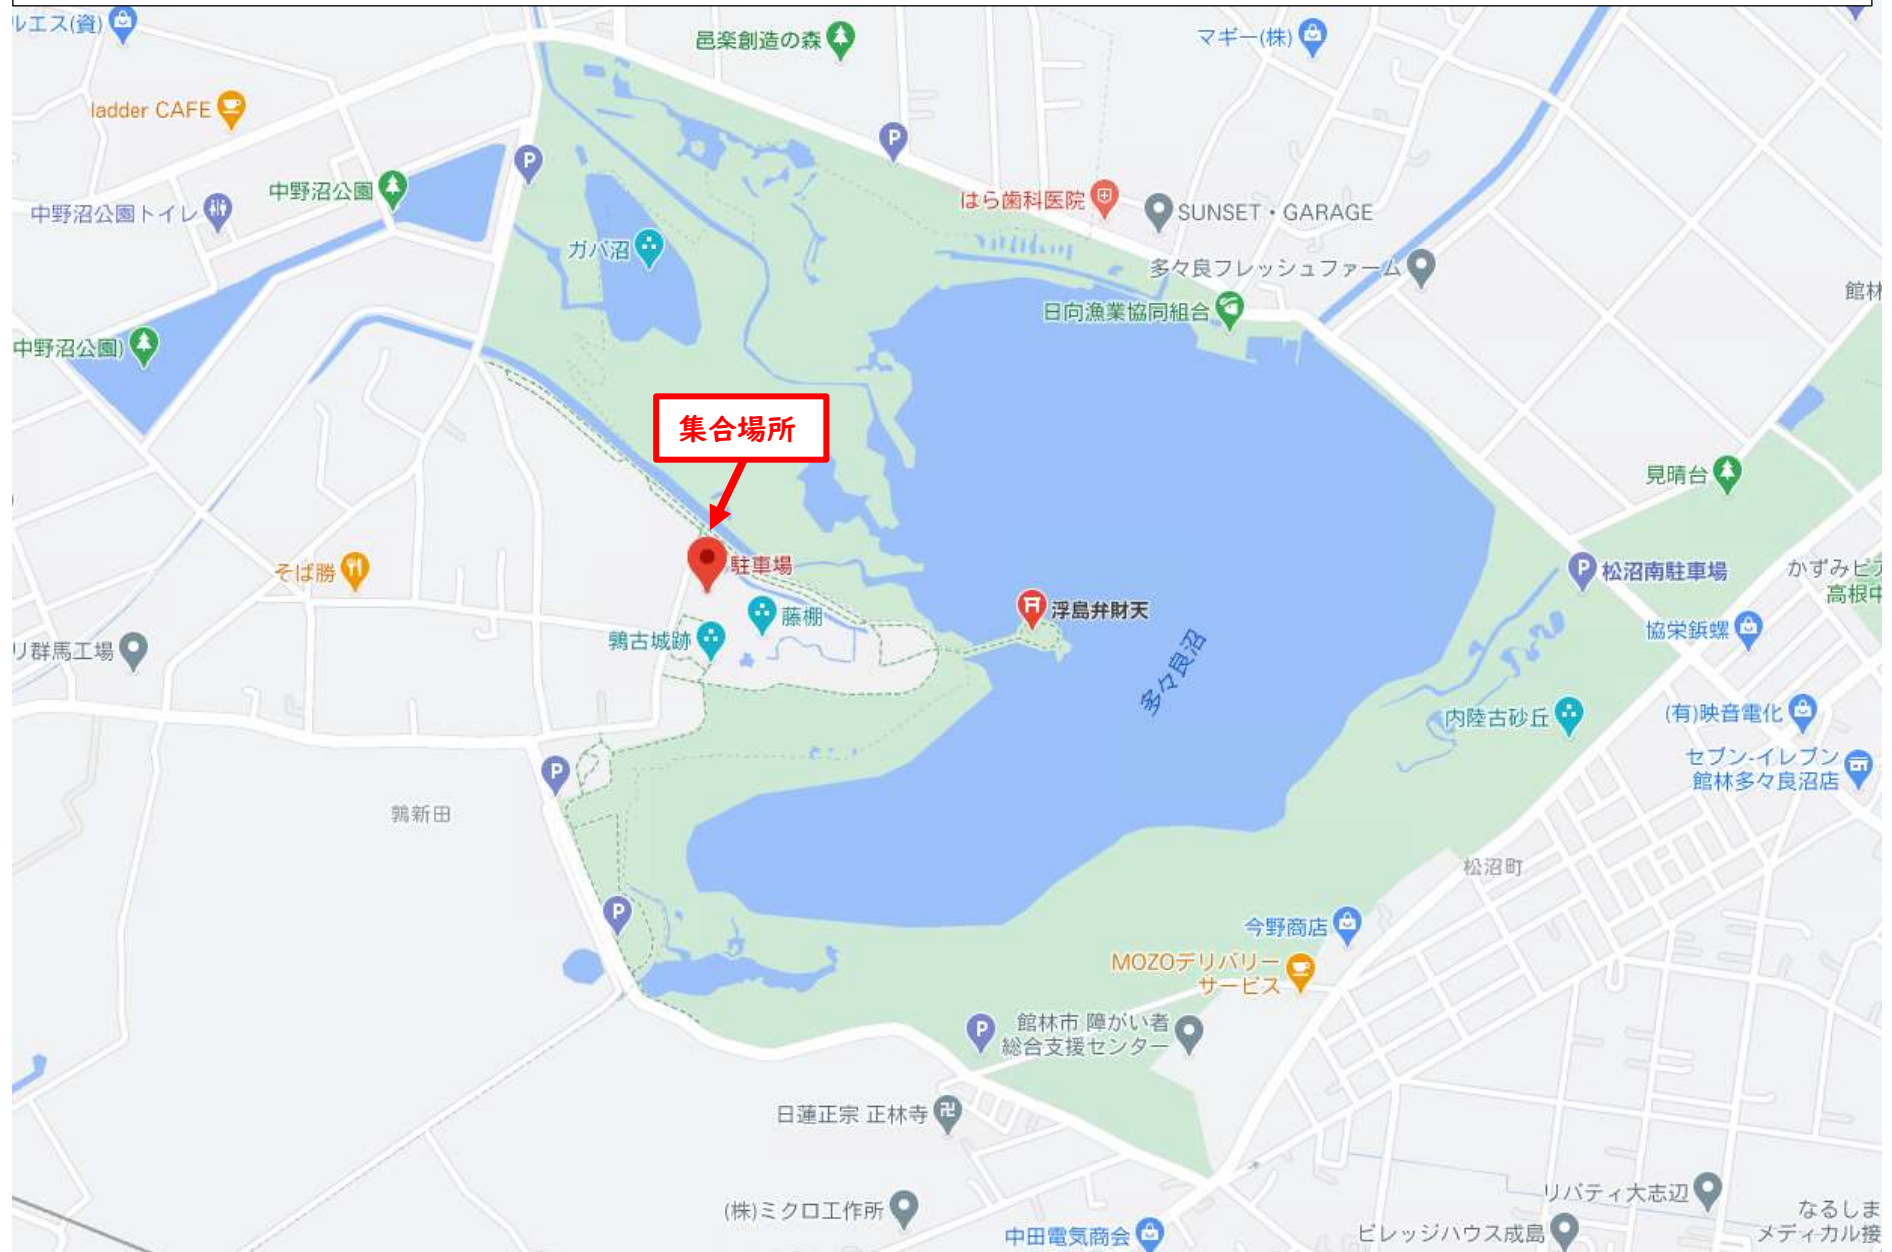 ルエス(資)
邑楽創造の森
マギー(株)
ladder CAFE
P
P
中野沼公園
中野沼公園トイレ
はら歯科医院
SUNSET・GARAGE
ガバ沼
多々良フレッシュファーム
館林
日向漁業協同組合
中野沼公園)
集合場所
見晴台
駐車場
そば勝
P
松沼南駐車場
かずみピア
高根中
藤棚
浮島弁財天
鶉古城跡
協栄鋲螺
リ群馬工場
多々良沼
内陸古砂丘
(有)映音電化
セブン-イレブン
館林多々良沼店
P
鶉新田
松沼町
P
今野商店
MOZOデリバリー
サービス
P
館林市 障がい者
総合支援センター
日蓮正宗 正林寺
リバティ大志辺
(株)ミクロ工作所
なるしま
メディカル接
中田電気商会
ビレッジハウス成島